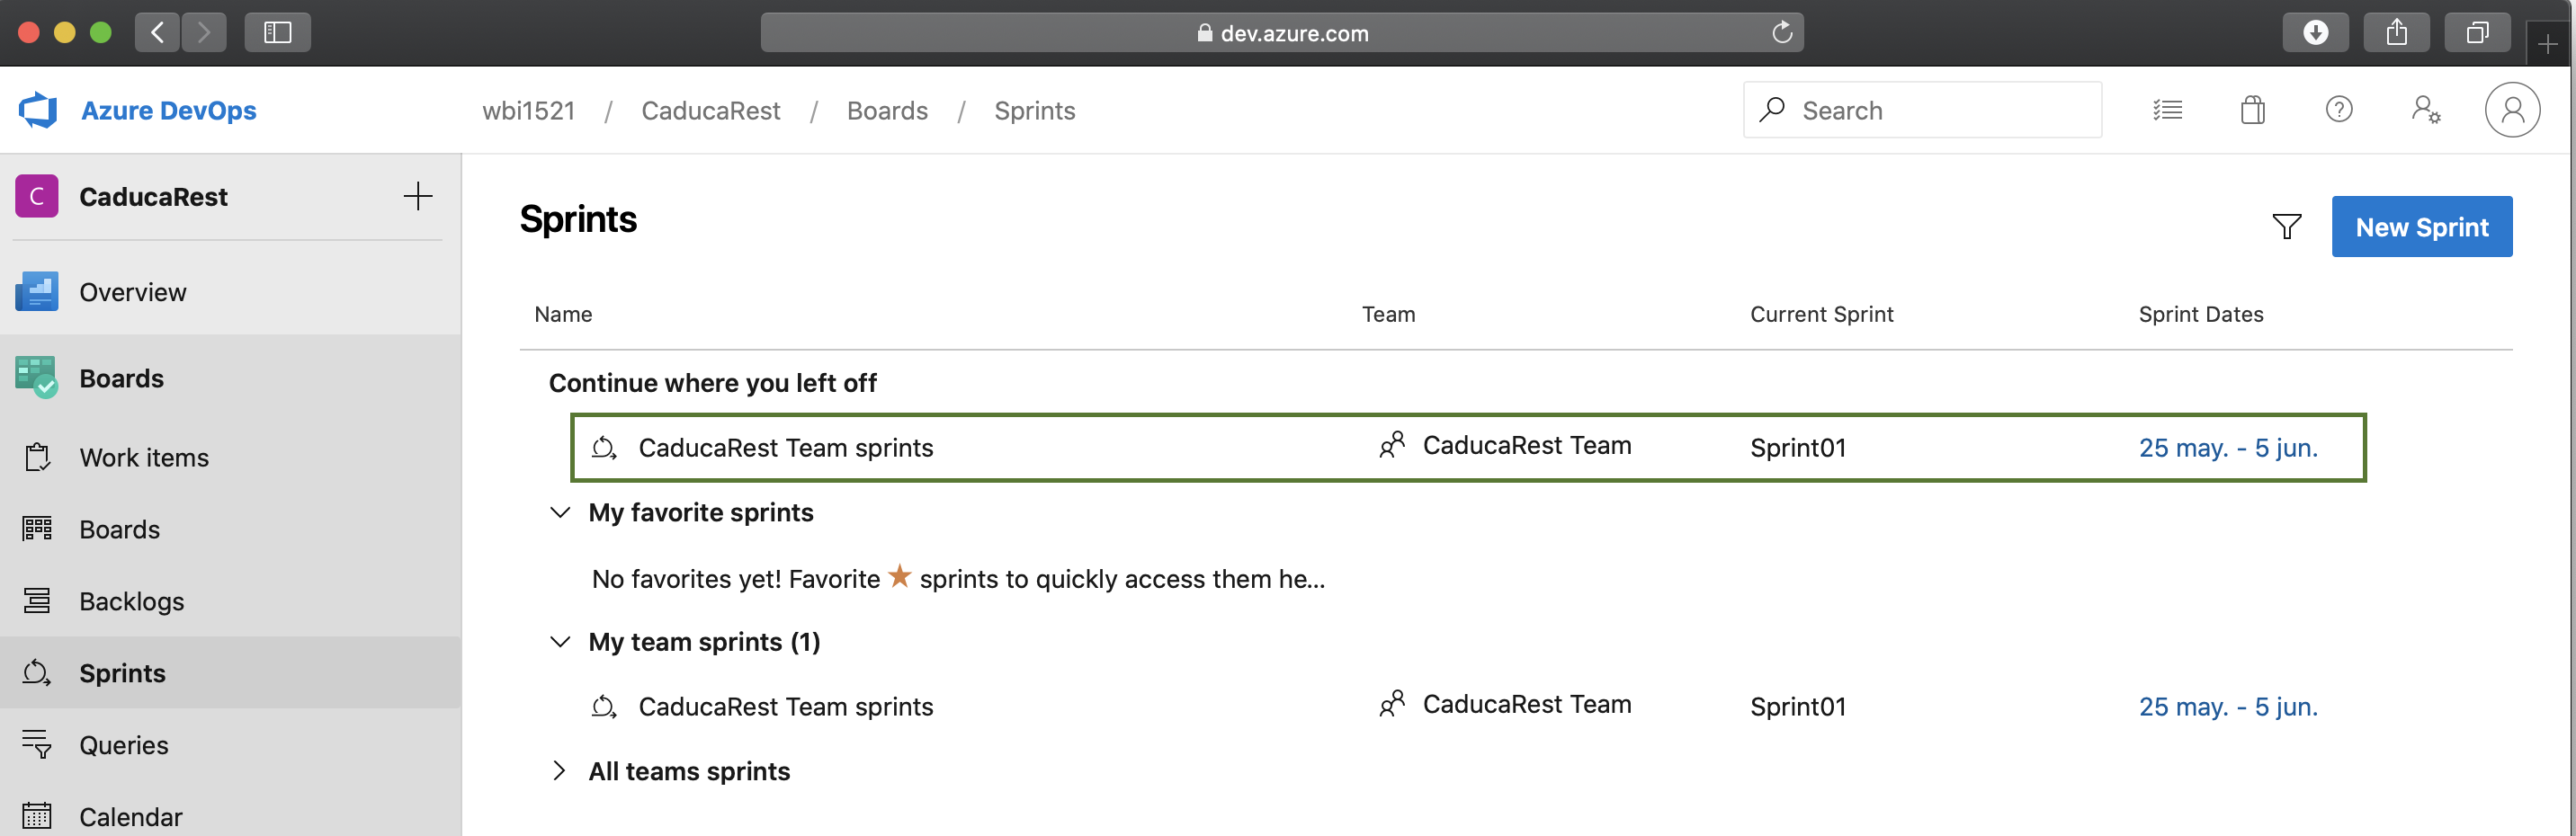 dev.azure.com
Azure DevOps
wbi1521 / CaducaRest / Boards / Sprints
Search
C CaducaRest
Overview
Boards
Work items
Boards
Backlogs
Sprints
Queries
Calendar
Sprints
New Sprint
Name Team Current Sprint Sprint Dates
Continue where you left off
CaducaRest Team sprints CaducaRest Team Sprint01 25 may. - 5 jun.
My favorite sprints
No favorites yet! Favorite ★ sprints to quickly access them he...
My team sprints (1)
CaducaRest Team sprints CaducaRest Team Sprint01 25 may. - 5 jun.
All teams sprints